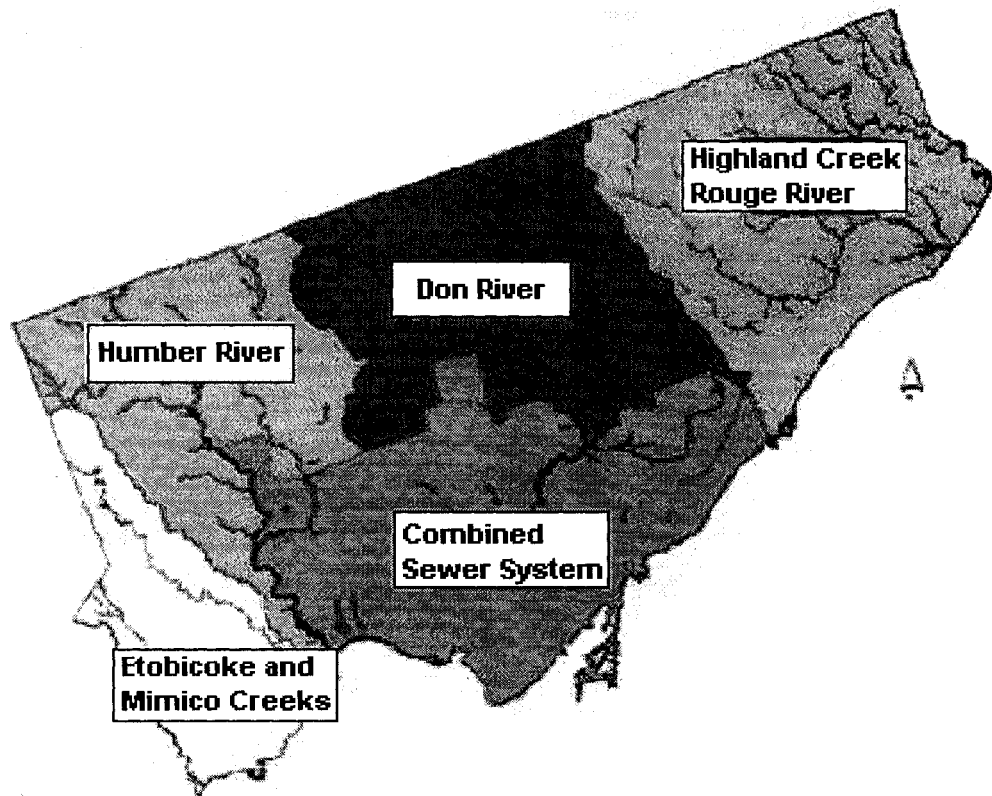 Highland Creek
Rouge River
Don River
Humber River
Combined
Sewer System
Etobicoke and
Mimico Creeks